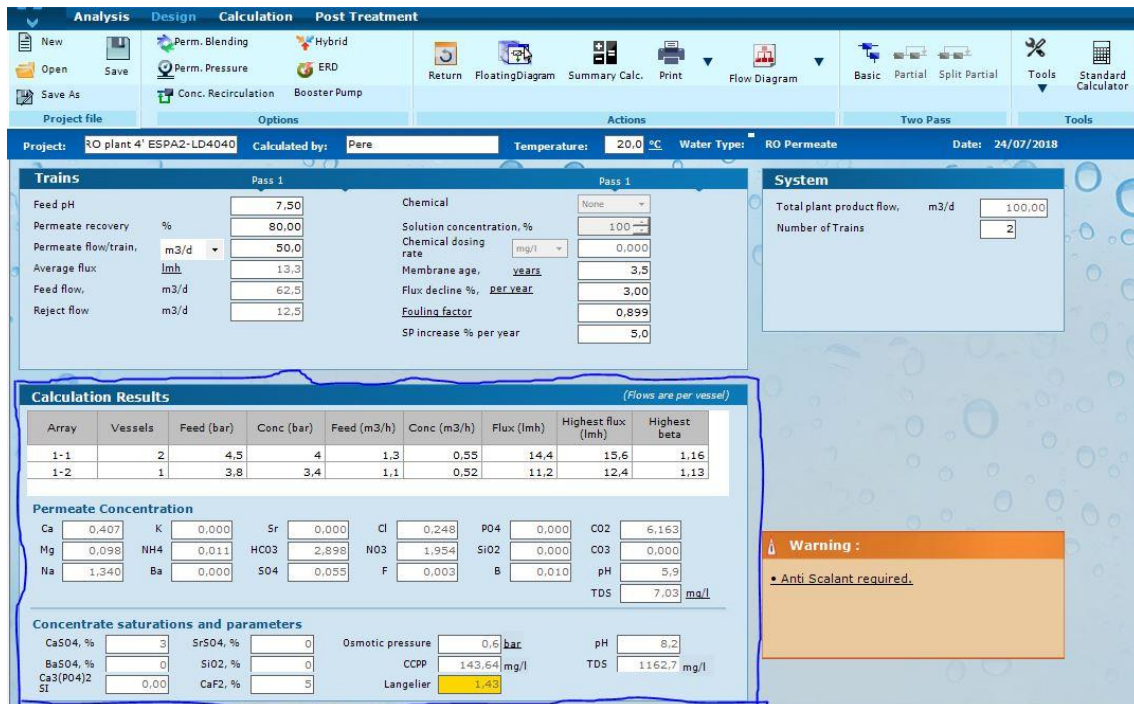 Analysis Design Calculation Post Treatment
New Save Perm. Blending Hybrid
Open Perm. Pressure ERD
Save As Conc. Recirculation Booster Pump
Return FloatingDiagram Summary Calc. Print Flow Diagram
Basic Partial Split Partial Tools Standard Calculator
Project file Options Actions Two Pass Tools
Project: RO plant 4' ESPA2-LD4040 Calculated by: Pere Temperature: 20,0 ºC Water Type: RO Permeate Date: 24/07/2018
Trains Pass 1 Pass 1
Feed pH 7,50
Permeate recovery % 80,00
Permeate flow/train, m3/d 50,0
Average flux lmh 13,3
Feed flow, m3/d 62,5
Reject flow m3/d 12,5
Chemical None
Solution concentration, % 100
Chemical dosing rate mg/l 0,000
Membrane age, years 3,5
Flux decline %, per year 3,00
Fouling factor 0,899
SP increase % per year 5,0
System
Total plant product flow, m3/d 100,00
Number of Trains 2
Calculation Results (Flows are per vessel)
Array Vessels Feed (bar) Conc (bar) Feed (m3/h) Conc (m3/h) Flux (lmh) Highest flux (lmh) Highest beta
1-1 2 4,5 4 1,3 0,55 14,4 15,6 1,16
1-2 1 3,8 3,4 1,1 0,52 11,2 12,4 1,13
Permeate Concentration
Ca 0,407 K 0,000 Sr 0,000 Cl 0,248 PO4 0,000 CO2 6,163
Mg 0,098 NH4 0,011 HCO3 2,898 NO3 1,954 SiO2 0,000 CO3 0,000
Na 1,340 Ba 0,000 SO4 0,055 F 0,003 B 0,010 pH 5,9
TDS 7,03 mg/l
Concentrate saturations and parameters
CaSO4, % 3 SrSO4, % 0 Osmotic pressure 0,6 bar pH 8,2
BaSO4, % 0 SiO2, % 0 CCPP 143,64 mg/l TDS 1162,7 mg/l
Ca3(PO4)2 SI 0,00 CaF2, % 5 Langelier 1,43
Warning :
• Anti Scalant required.